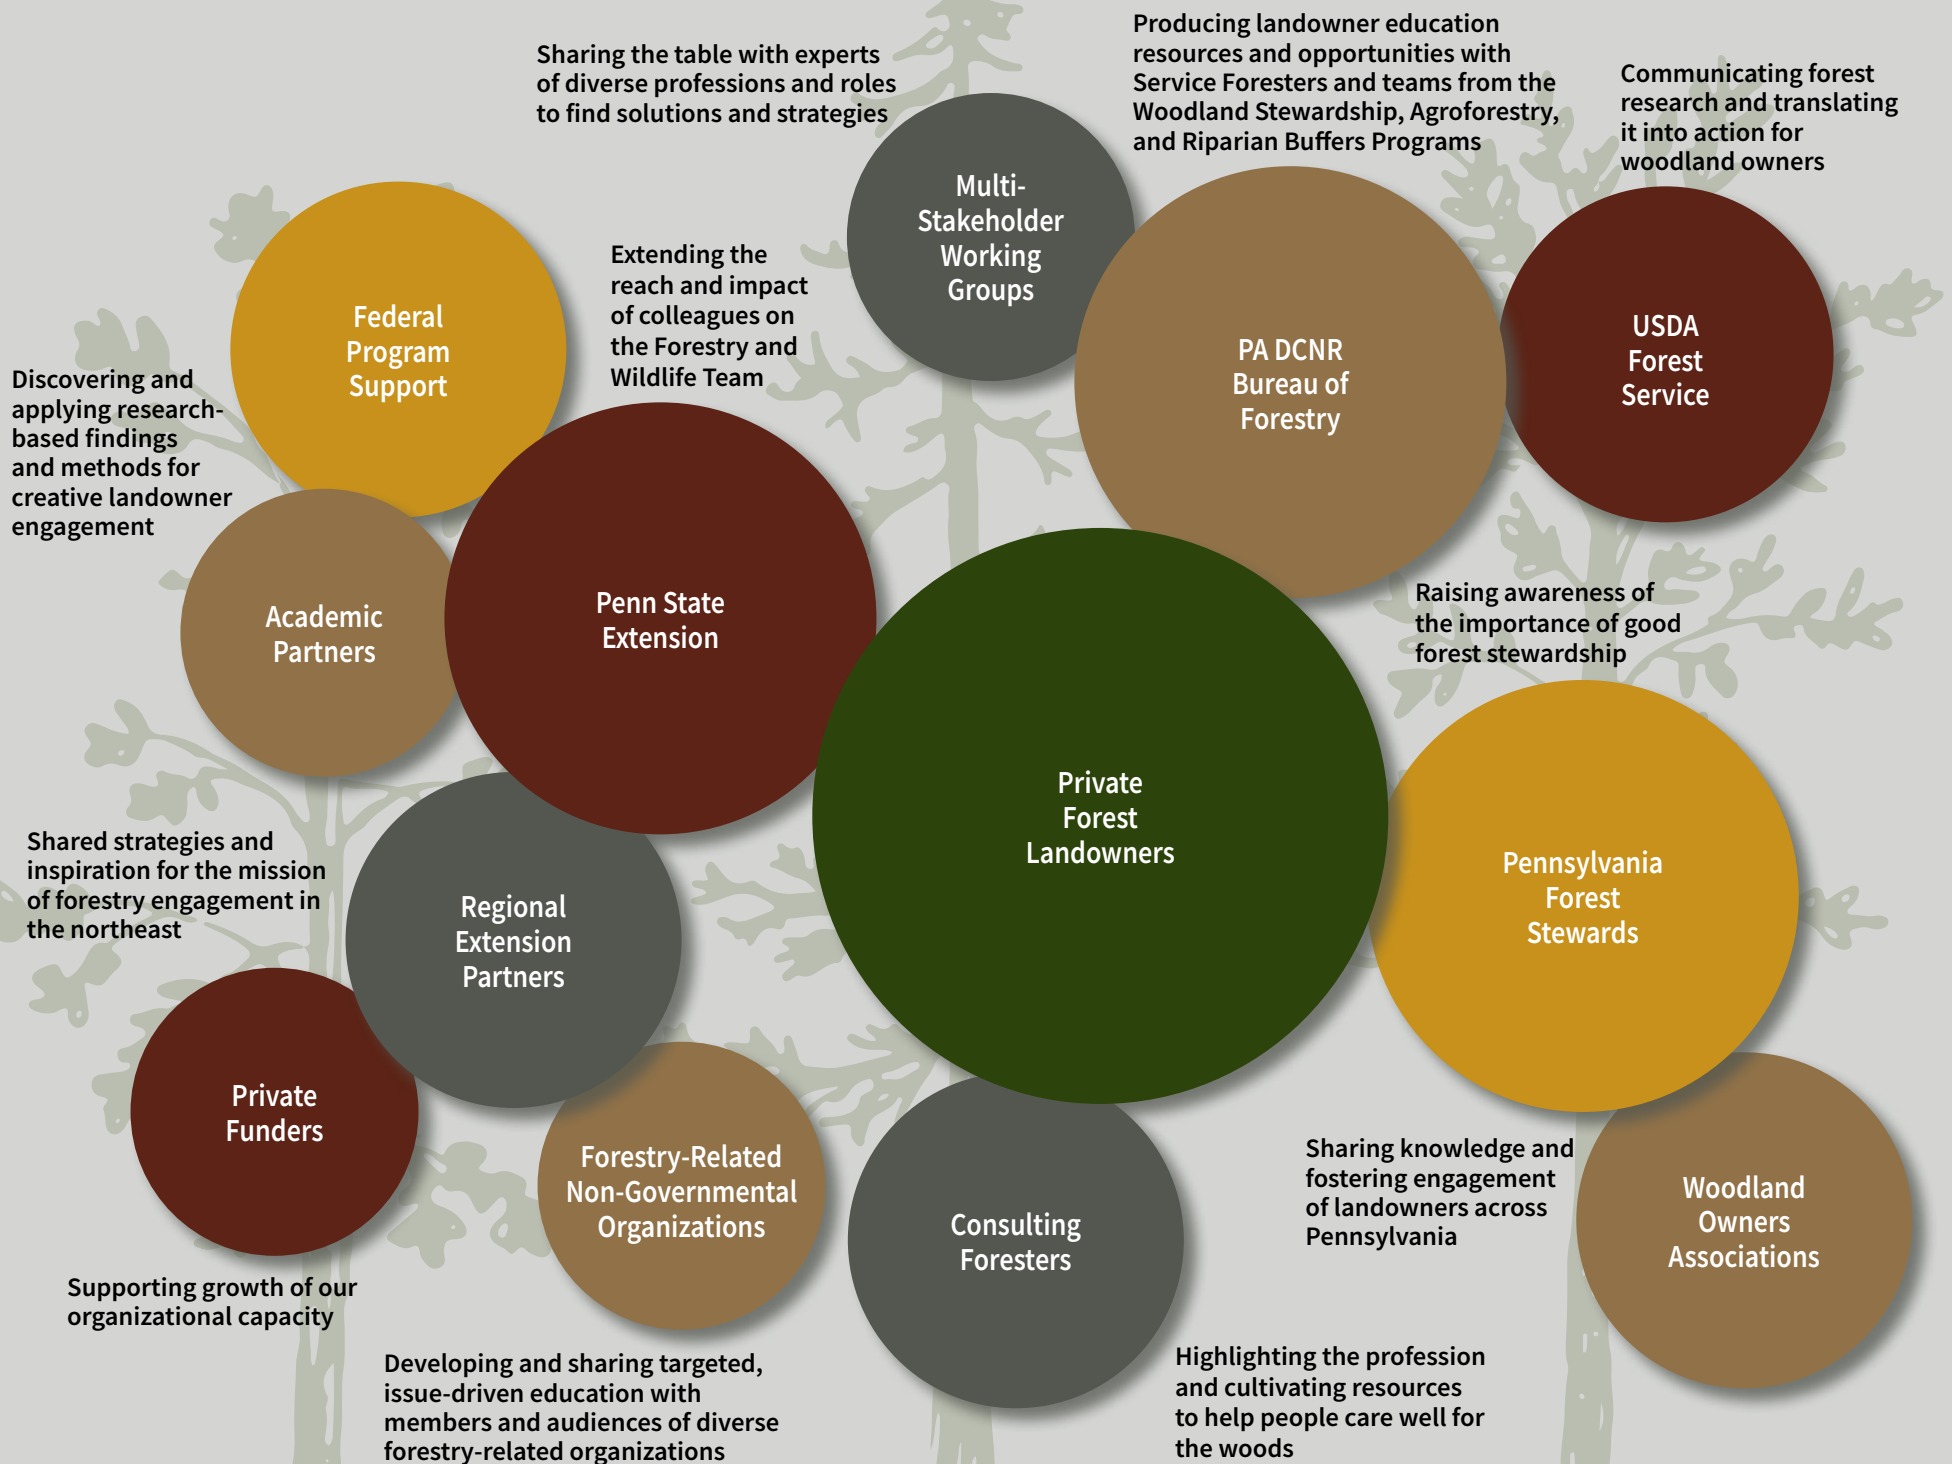 Sharing the table with experts
of diverse professions and roles
to find solutions and strategies
Multi-
Stakeholder
Working
Groups
Producing landowner education
resources and opportunities with
Service Foresters and teams from the
Woodland Stewardship, Agroforestry,
and Riparian Buffers Programs
PA DCNR
Bureau of
Forestry
Communicating forest
research and translating
it into action for
woodland owners
USDA
Forest
Service
Federal
Program
Support
Extending the
reach and impact
of colleagues on
the Forestry and
Wildlife Team
Penn State
Extension
Discovering and
applying research-
based findings
and methods for
creative landowner
engagement
Academic
Partners
Private
Forest
Landowners
Raising awareness of
the importance of good
forest stewardship
Pennsylvania
Forest
Stewards
Shared strategies and
inspiration for the mission
of forestry engagement in
the northeast
Regional
Extension
Partners
Private
Funders
Supporting growth of our
organizational capacity
Forestry-Related
Non-Governmental
Organizations
Developing and sharing targeted,
issue-driven education with
members and audiences of diverse
forestry-related organizations
Consulting
Foresters
Highlighting the profession
and cultivating resources
to help people care well for
the woods
Sharing knowledge and
fostering engagement
of landowners across
Pennsylvania
Woodland
Owners
Associations